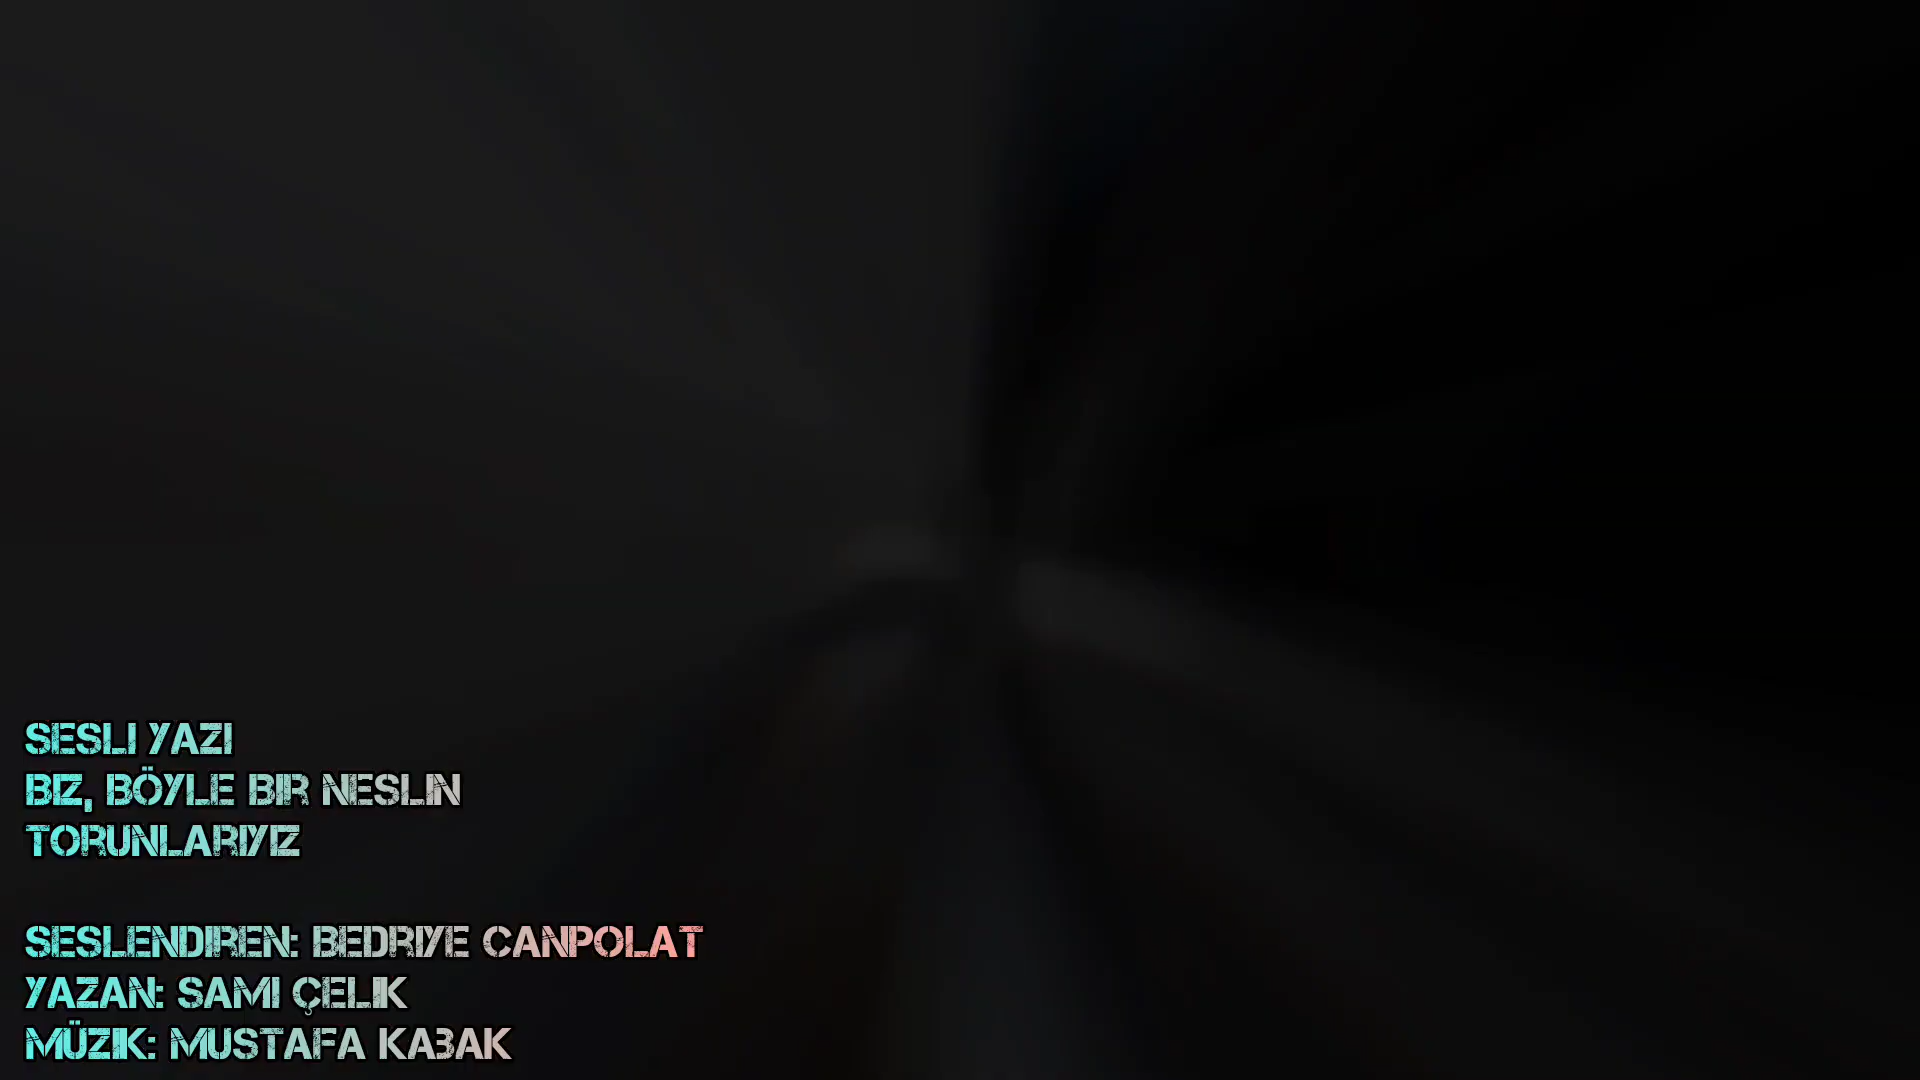 SESLI YAZI
BIZ, BÖYLE BIR NESLIN
TORUNLARIYIZ
SESLENDIREN: BEDRIYE CANPOLAT
YAZAN: SAMI ÇELIK
MÜZIK: MUSTAFA KABAK